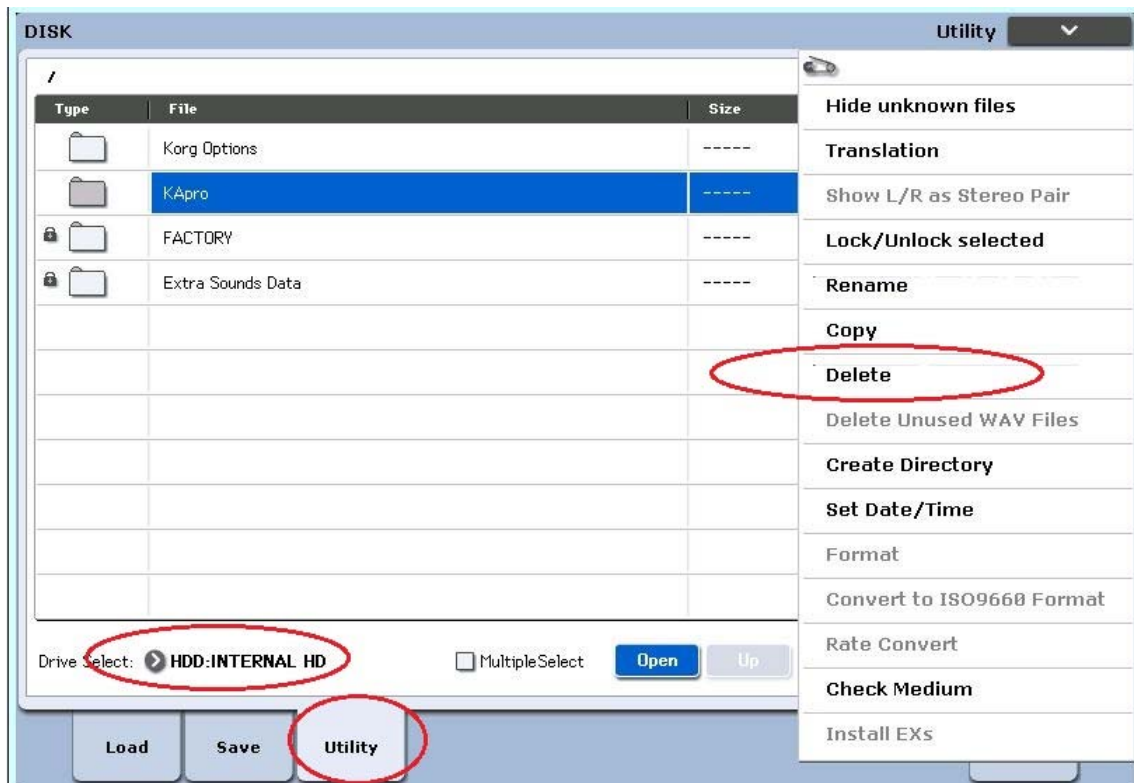 DISK
Utility
/
Type File Size
Korg Options -----
KApro -----
FACTORY -----
Extra Sounds Data -----
Hide unknown files
Translation
Show L/R as Stereo Pair
Lock/Unlock selected
Rename
Copy
Delete
Delete Unused WAV Files
Create Directory
Set Date/Time
Format
Convert to ISO9660 Format
Rate Convert
Check Medium
Install EXs
Drive Select: HDD:INTERNAL HD MultipleSelect Open Up
Load Save Utility